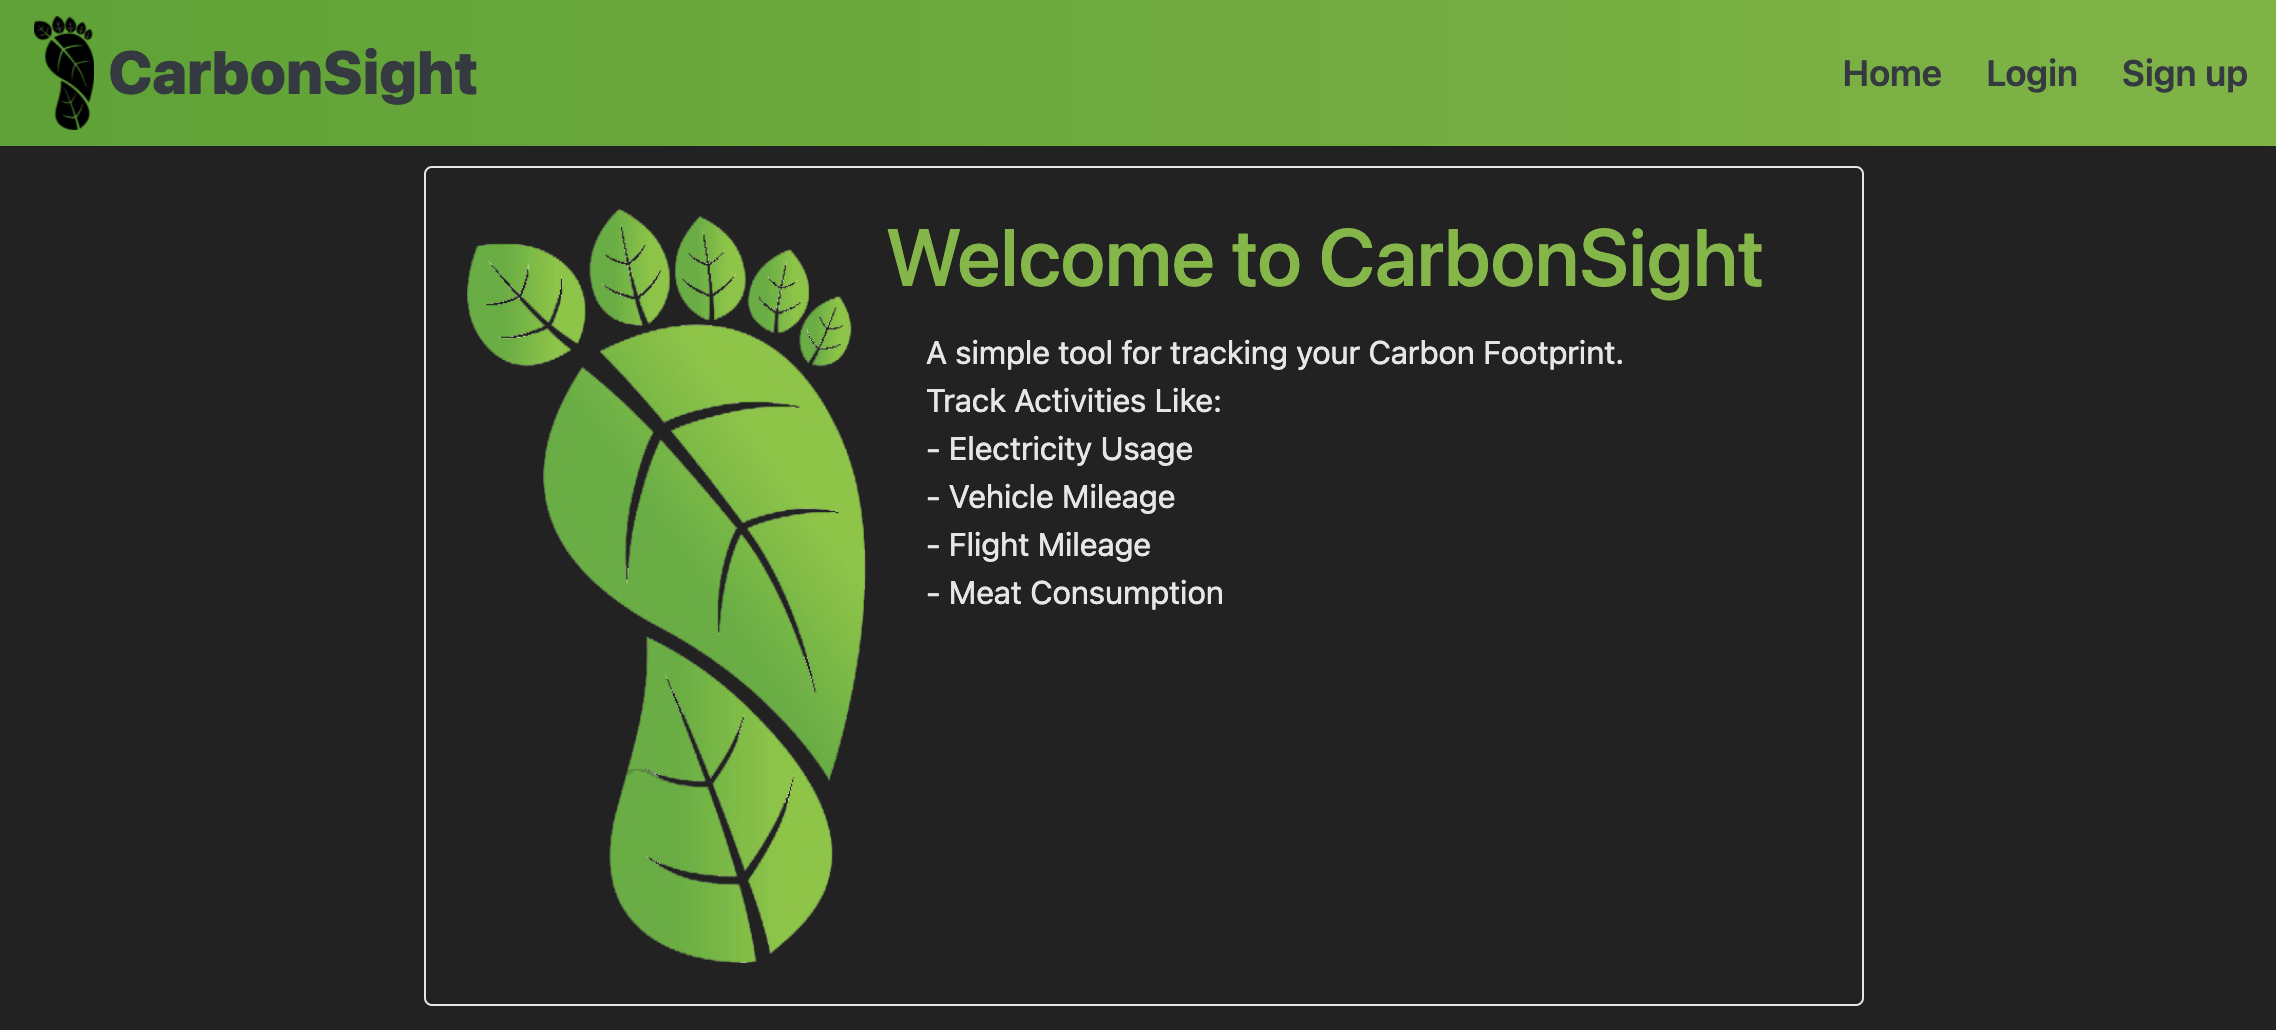 CarbonSight
Home
Login
Sign up
Welcome to CarbonSight
A simple tool for tracking your Carbon Footprint.
Track Activities Like:
- Electricity Usage
- Vehicle Mileage
- Flight Mileage
- Meat Consumption